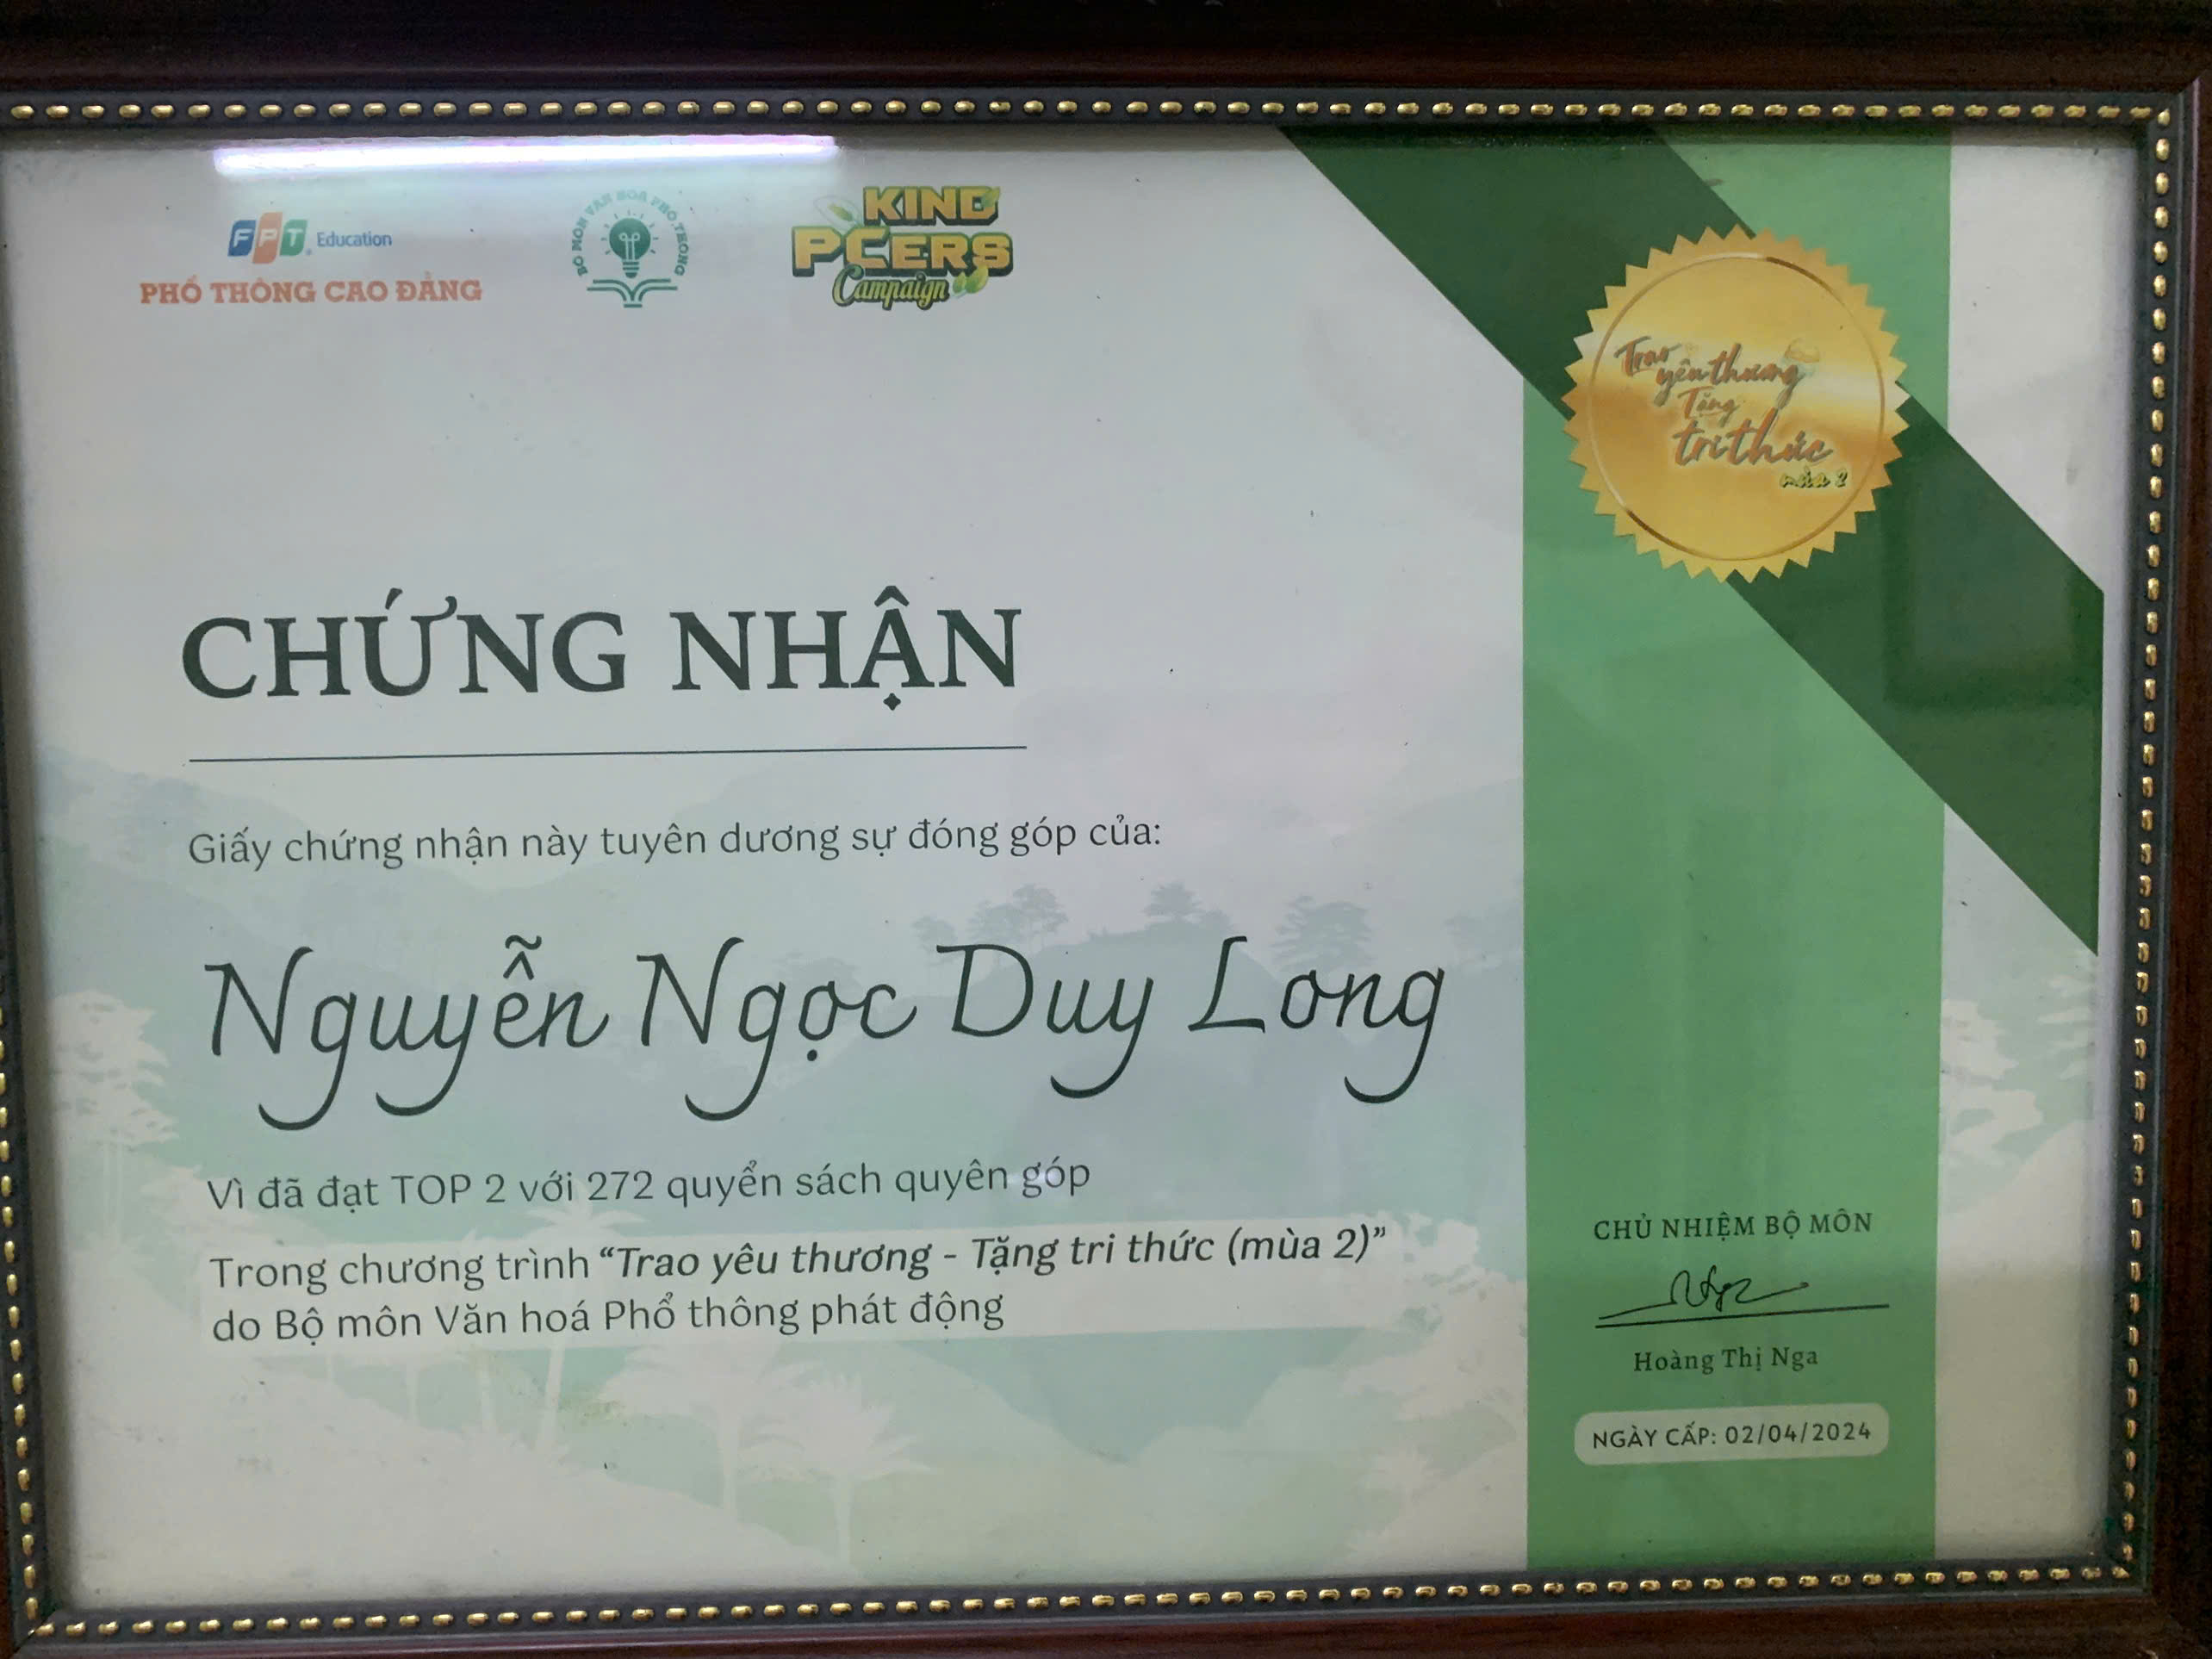 FPT Education
PHỔ THÔNG CAO ĐẲNG
BỘ MÔN VĂN HOÁ PHỔ THÔNG
KIND
PCERS
Campaign
Trao
yêu thương
Tặng
tri thức
mùa 2
CHỨNG NHẬN
Giấy chứng nhận này tuyên dương sự đóng góp của:
Nguyễn Ngọc Duy Long
Vì đã đạt TOP 2 với 272 quyển sách quyên góp
Trong chương trình “Trao yêu thương - Tặng tri thức (mùa 2)”
do Bộ môn Văn hoá Phổ thông phát động
CHỦ NHIỆM BỘ MÔN
Hoàng Thị Nga
NGÀY CẤP: 02/04/2024